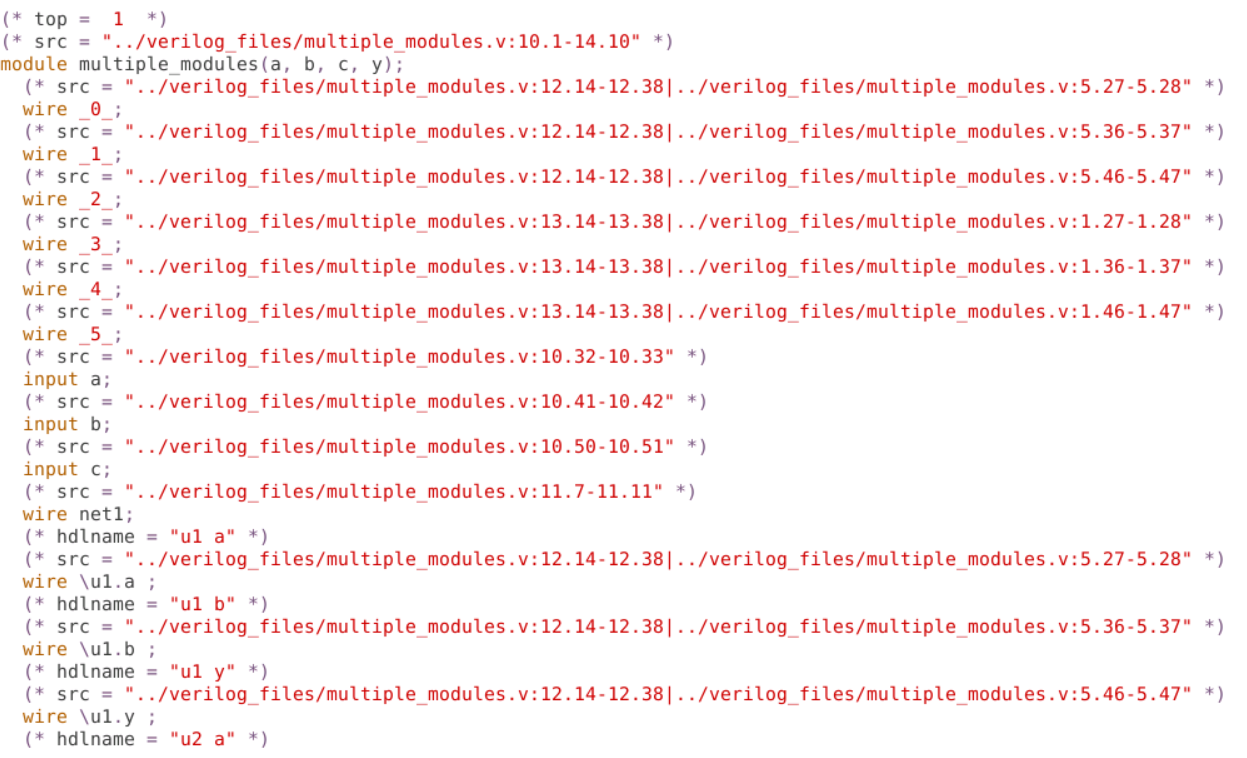 (* top =  1  *)
(* src = "../verilog_files/multiple_modules.v:10.1-14.10" *)
module multiple_modules(a, b, c, y);
  (* src = "../verilog_files/multiple_modules.v:12.14-12.38|../verilog_files/multiple_modules.v:5.27-5.28" *)
  wire _0_;
  (* src = "../verilog_files/multiple_modules.v:12.14-12.38|../verilog_files/multiple_modules.v:5.36-5.37" *)
  wire _1_;
  (* src = "../verilog_files/multiple_modules.v:12.14-12.38|../verilog_files/multiple_modules.v:5.46-5.47" *)
  wire _2_;
  (* src = "../verilog_files/multiple_modules.v:13.14-13.38|../verilog_files/multiple_modules.v:1.27-1.28" *)
  wire _3_;
  (* src = "../verilog_files/multiple_modules.v:13.14-13.38|../verilog_files/multiple_modules.v:1.36-1.37" *)
  wire _4_;
  (* src = "../verilog_files/multiple_modules.v:13.14-13.38|../verilog_files/multiple_modules.v:1.46-1.47" *)
  wire _5_;
  (* src = "../verilog_files/multiple_modules.v:10.32-10.33" *)
  input a;
  (* src = "../verilog_files/multiple_modules.v:10.41-10.42" *)
  input b;
  (* src = "../verilog_files/multiple_modules.v:10.50-10.51" *)
  input c;
  (* src = "../verilog_files/multiple_modules.v:11.7-11.11" *)
  wire net1;
  (* hdlname = "u1 a" *)
  (* src = "../verilog_files/multiple_modules.v:12.14-12.38|../verilog_files/multiple_modules.v:5.27-5.28" *)
  wire \u1.a ;
  (* hdlname = "u1 b" *)
  (* src = "../verilog_files/multiple_modules.v:12.14-12.38|../verilog_files/multiple_modules.v:5.36-5.37" *)
  wire \u1.b ;
  (* hdlname = "u1 y" *)
  (* src = "../verilog_files/multiple_modules.v:12.14-12.38|../verilog_files/multiple_modules.v:5.46-5.47" *)
  wire \u1.y ;
  (* hdlname = "u2 a" *)